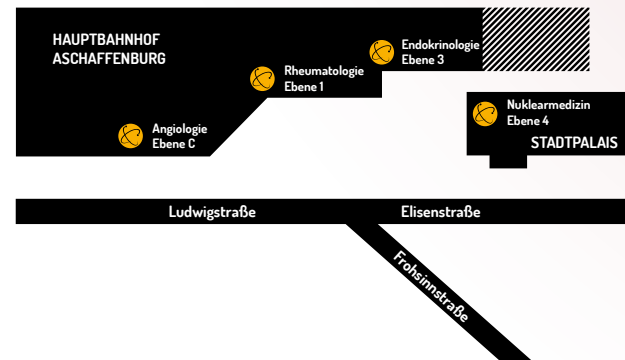 HAUPTBAHNHOF
ASCHAFFENBURG
Endokrinologie
Ebene 3
Rheumatologie
Ebene 1
Angiologie
Ebene C
Nuklearmedizin
Ebene 4
STADTPALAIS
Ludwigstraße
Elisenstraße
Frohsinnstraße